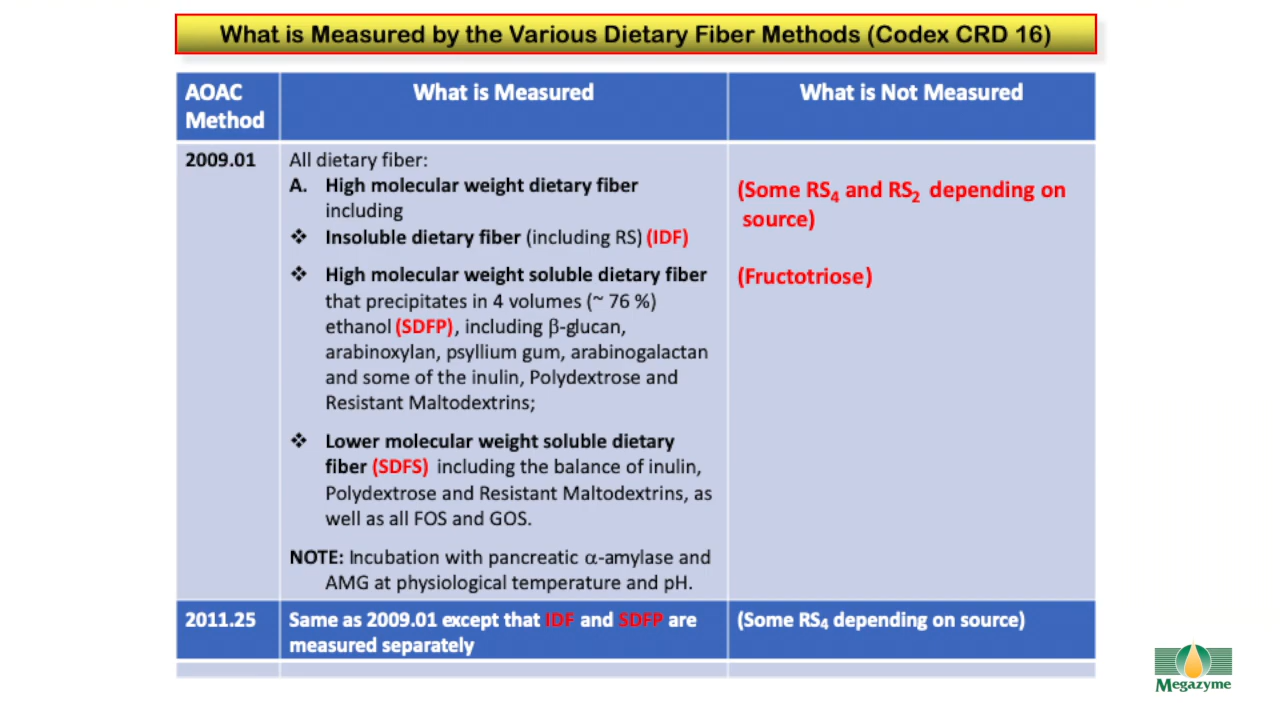 What is Measured by the Various Dietary Fiber Methods (Codex CRD 16)
AOAC
Method
What is Measured
What is Not Measured
2009.01
All dietary fiber:
A. High molecular weight dietary fiber
including
❖ Insoluble dietary fiber (including RS) (IDF)
❖ High molecular weight soluble dietary fiber
that precipitates in 4 volumes (~ 76 %)
ethanol (SDFP), including β-glucan,
arabinoxylan, psyllium gum, arabinogalactan
and some of the inulin, Polydextrose and
Resistant Maltodextrins;
❖ Lower molecular weight soluble dietary
fiber (SDFS) including the balance of inulin,
Polydextrose and Resistant Maltodextrins, as
well as all FOS and GOS.
NOTE: Incubation with pancreatic α-amylase and
AMG at physiological temperature and pH.
(Some RS₄ and RS₂ depending on
source)
(Fructotriose)
2011.25
Same as 2009.01 except that IDF and SDFP are
measured separately
(Some RS₄ depending on source)
Megazyme